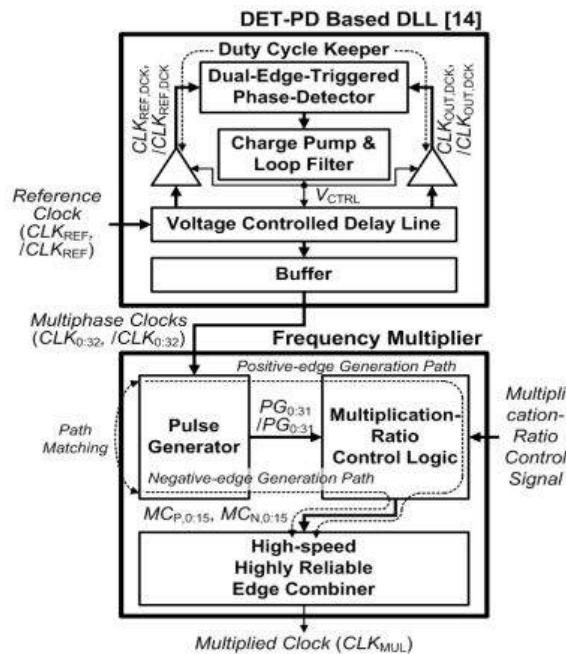 DET-PD Based DLL [14]
Duty Cycle Keeper
CLKREF,DCK,
/CLKREF,DCK
Dual-Edge-Triggered
Phase-Detector
CLKOUT,DCK,
/CLKOUT,DCK
Charge Pump &
Loop Filter
VCTRL
Reference
Clock
(CLKREF,
/CLKREF)
Voltage Controlled Delay Line
Buffer
Multiphase Clocks
(CLK0:32, /CLK0:32)
Frequency Multiplier
Positive-edge Generation Path
Path
Matching
Pulse
Generator
PG0:31
/PG0:31
Multiplication-
Ratio
Control Logic
Multipli
cation-
Ratio
Control
Signal
Negative-edge Generation Path
MCP,0:15, MCN,0:15
High-speed
Highly Reliable
Edge Combiner
Multiplied Clock (CLKMUL)